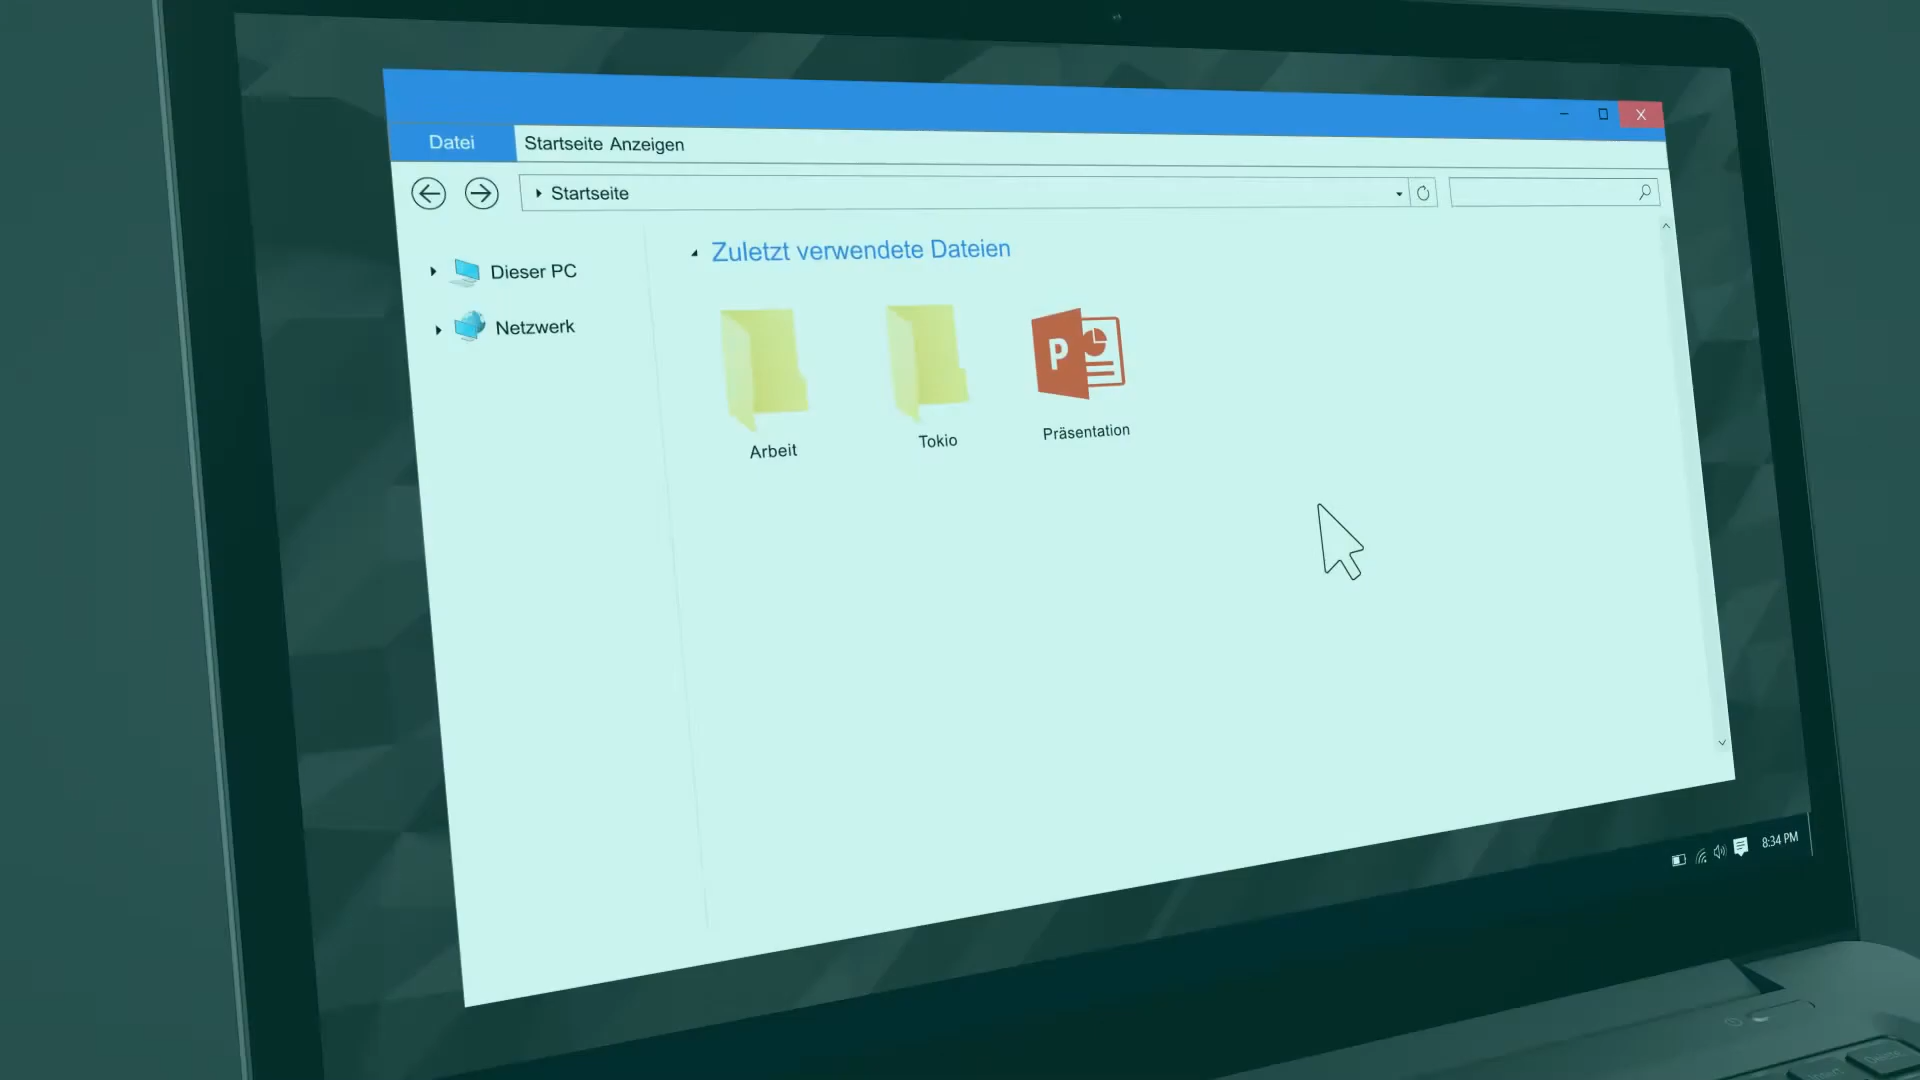 Datei
Startseite Anzeigen
Startseite
Dieser PC
Netzwerk
Zuletzt verwendete Dateien
P
Arbeit
Tokio
Präsentation
8:34 PM